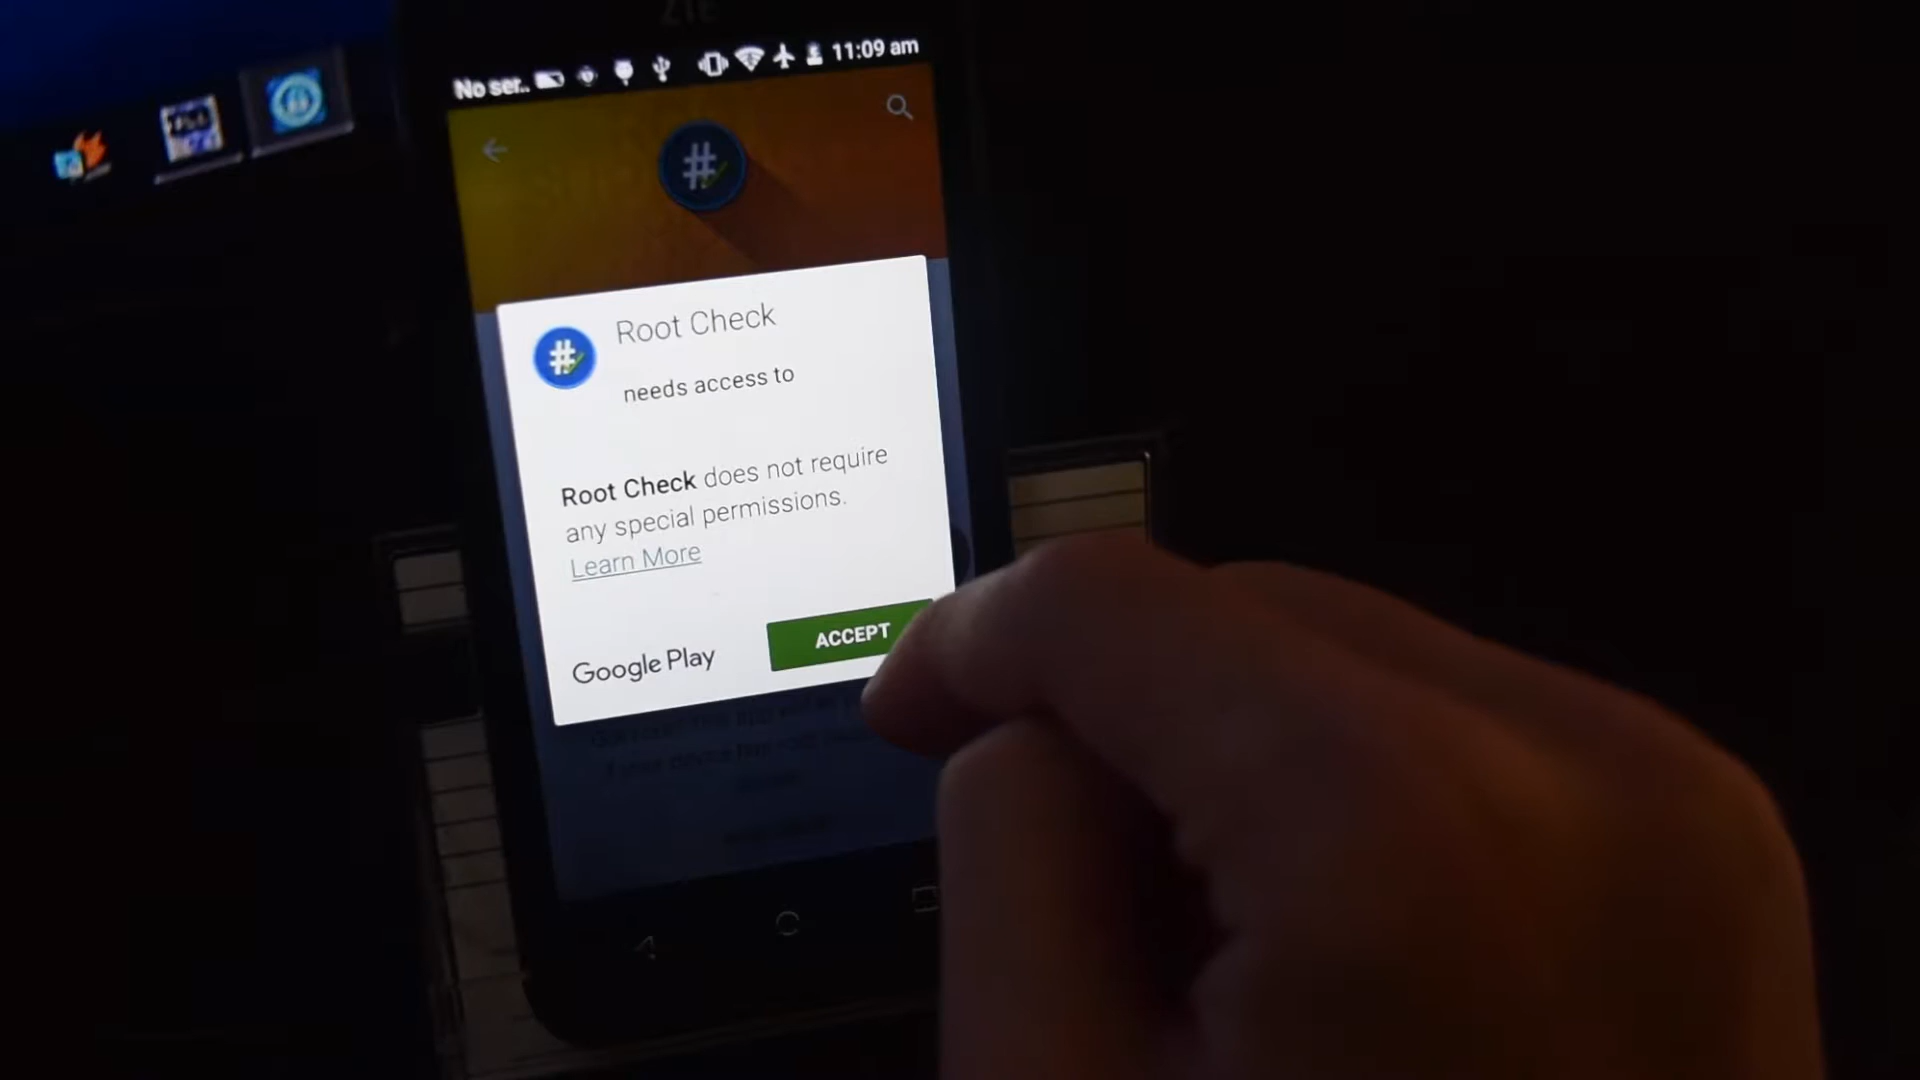 ZTE
No ser.. 11:09 am
Root Check
needs access to
Root Check does not require
any special permissions.
Learn More
Google Play
ACCEPT